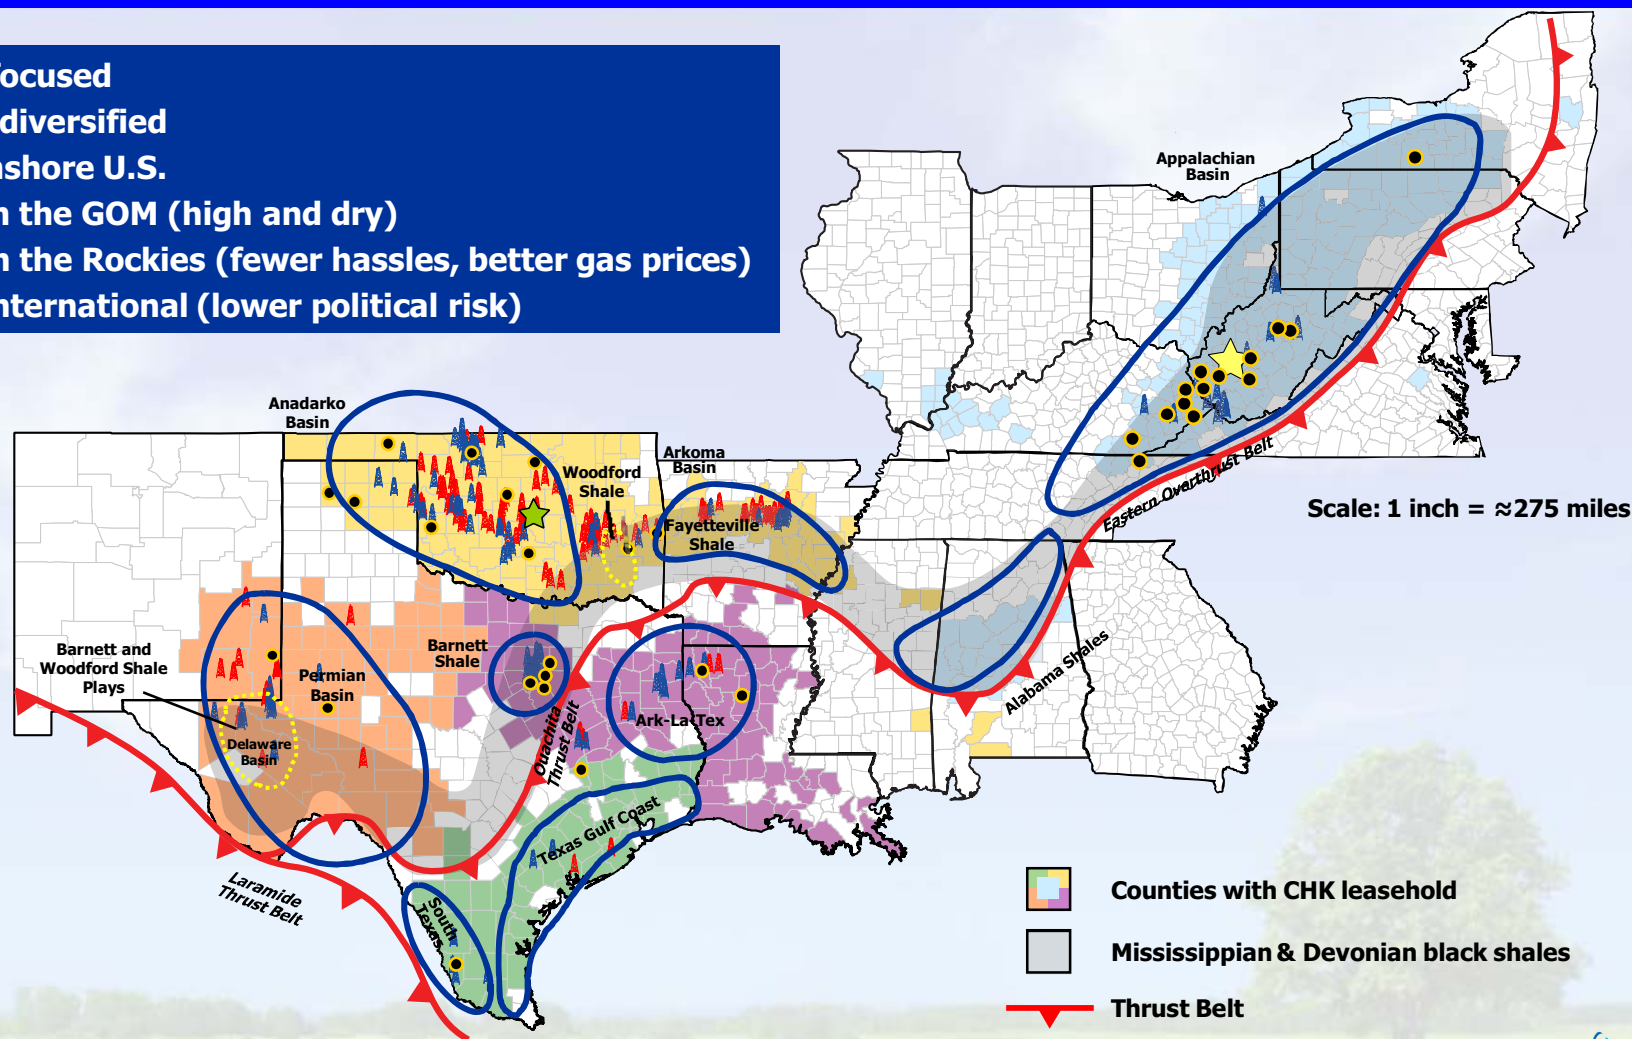 focused
diversified
U.S.
the GOM (high and dry)
the Rockies (fewer hassles, better gas prices)
(lower political risk)
Appalachian
Basin
Anadarko
Basin
Arkoma
Basin
Woodford
Shale
Fayetteville
Shale
Eastern Overthrust Belt
Scale: 1 inch = ≈275 miles
Barnett and
Woodford Shale
Plays
Barnett
Shale
Permian
Basin
Delaware
Basin
Ouachita
Thrust Belt
Ark-La-Tex
Alabama Shales
Texas Gulf Coast
South
Texas
Laramide
Thrust Belt
Counties with CHK leasehold
Mississippian & Devonian black shales
Thrust Belt